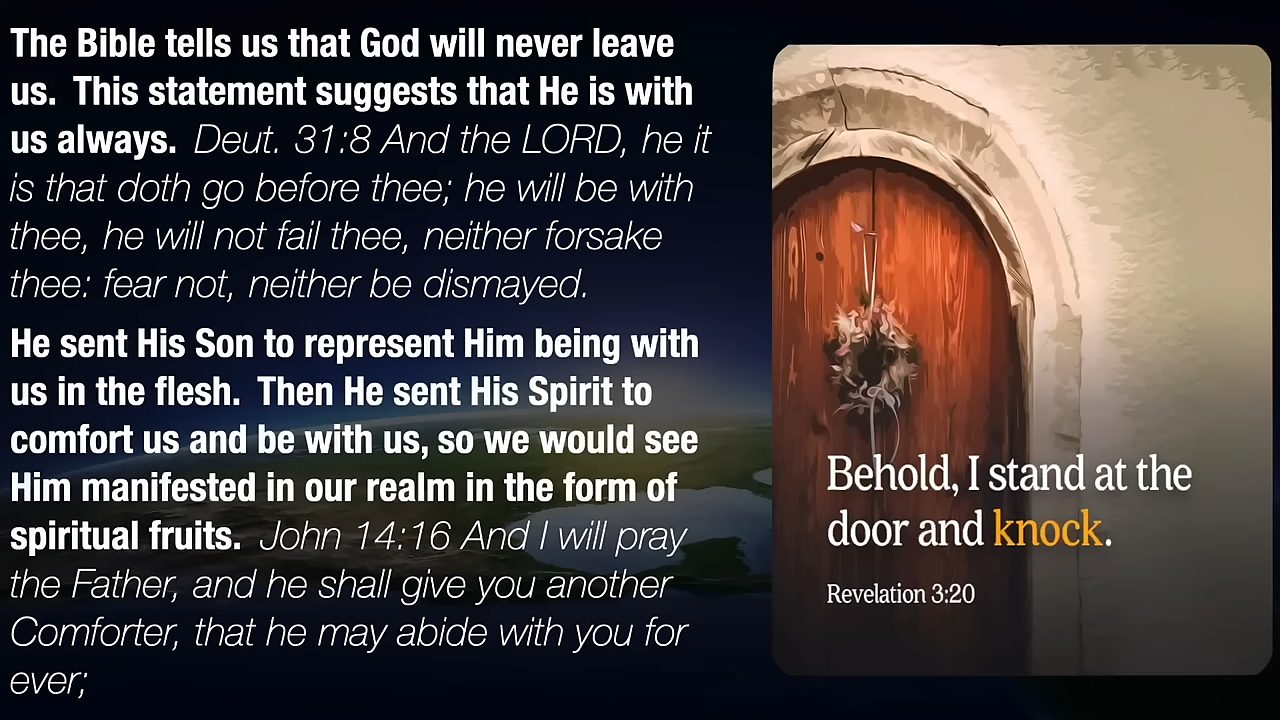 The Bible tells us that God will never leave
us.  This statement suggests that He is with
us always.  Deut. 31:8 And the LORD, he it
is that doth go before thee; he will be with
thee, he will not fail thee, neither forsake
thee: fear not, neither be dismayed.
He sent His Son to represent Him being with
us in the flesh.  Then He sent His Spirit to
comfort us and be with us, so we would see
Him manifested in our realm in the form of
spiritual fruits.  John 14:16 And I will pray
the Father, and he shall give you another
Comforter, that he may abide with you for
ever;
Behold, I stand at the
door and knock.
Revelation 3:20